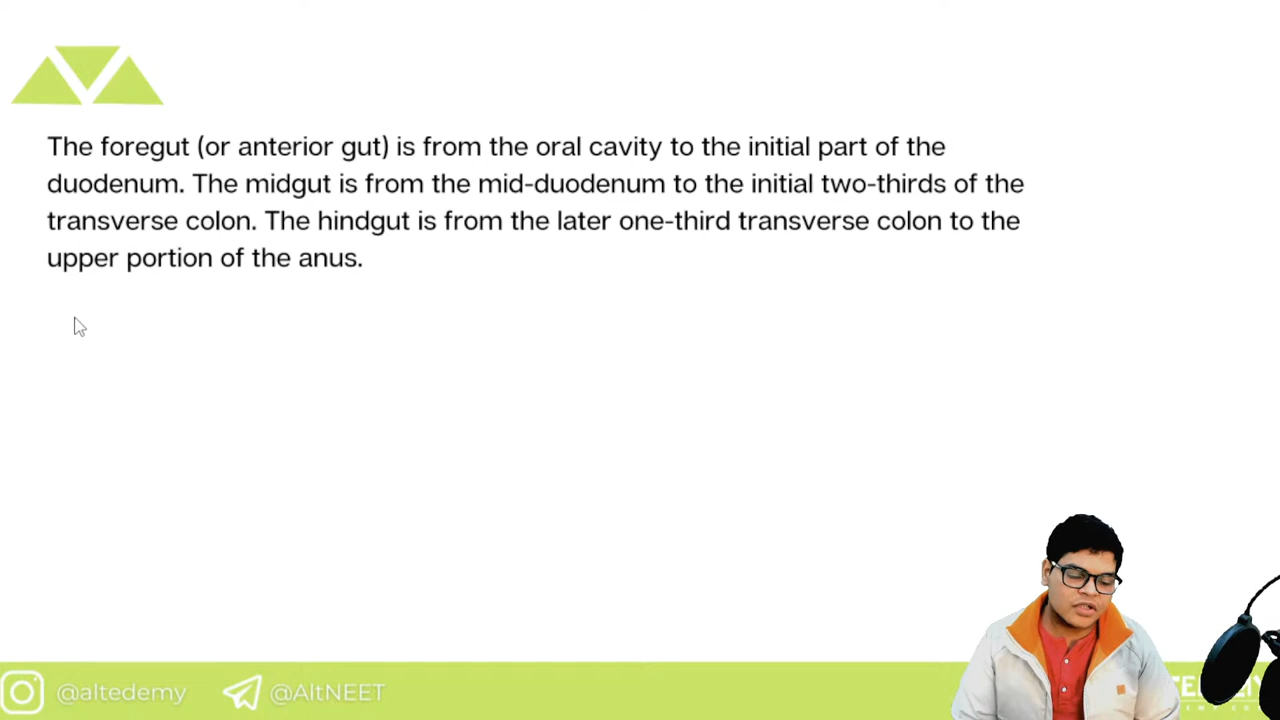 The foregut (or anterior gut) is from the oral cavity to the initial part of the
duodenum. The midgut is from the mid-duodenum to the initial two-thirds of the
transverse colon. The hindgut is from the later one-third transverse colon to the
upper portion of the anus.
@altedemy
@AltNEET